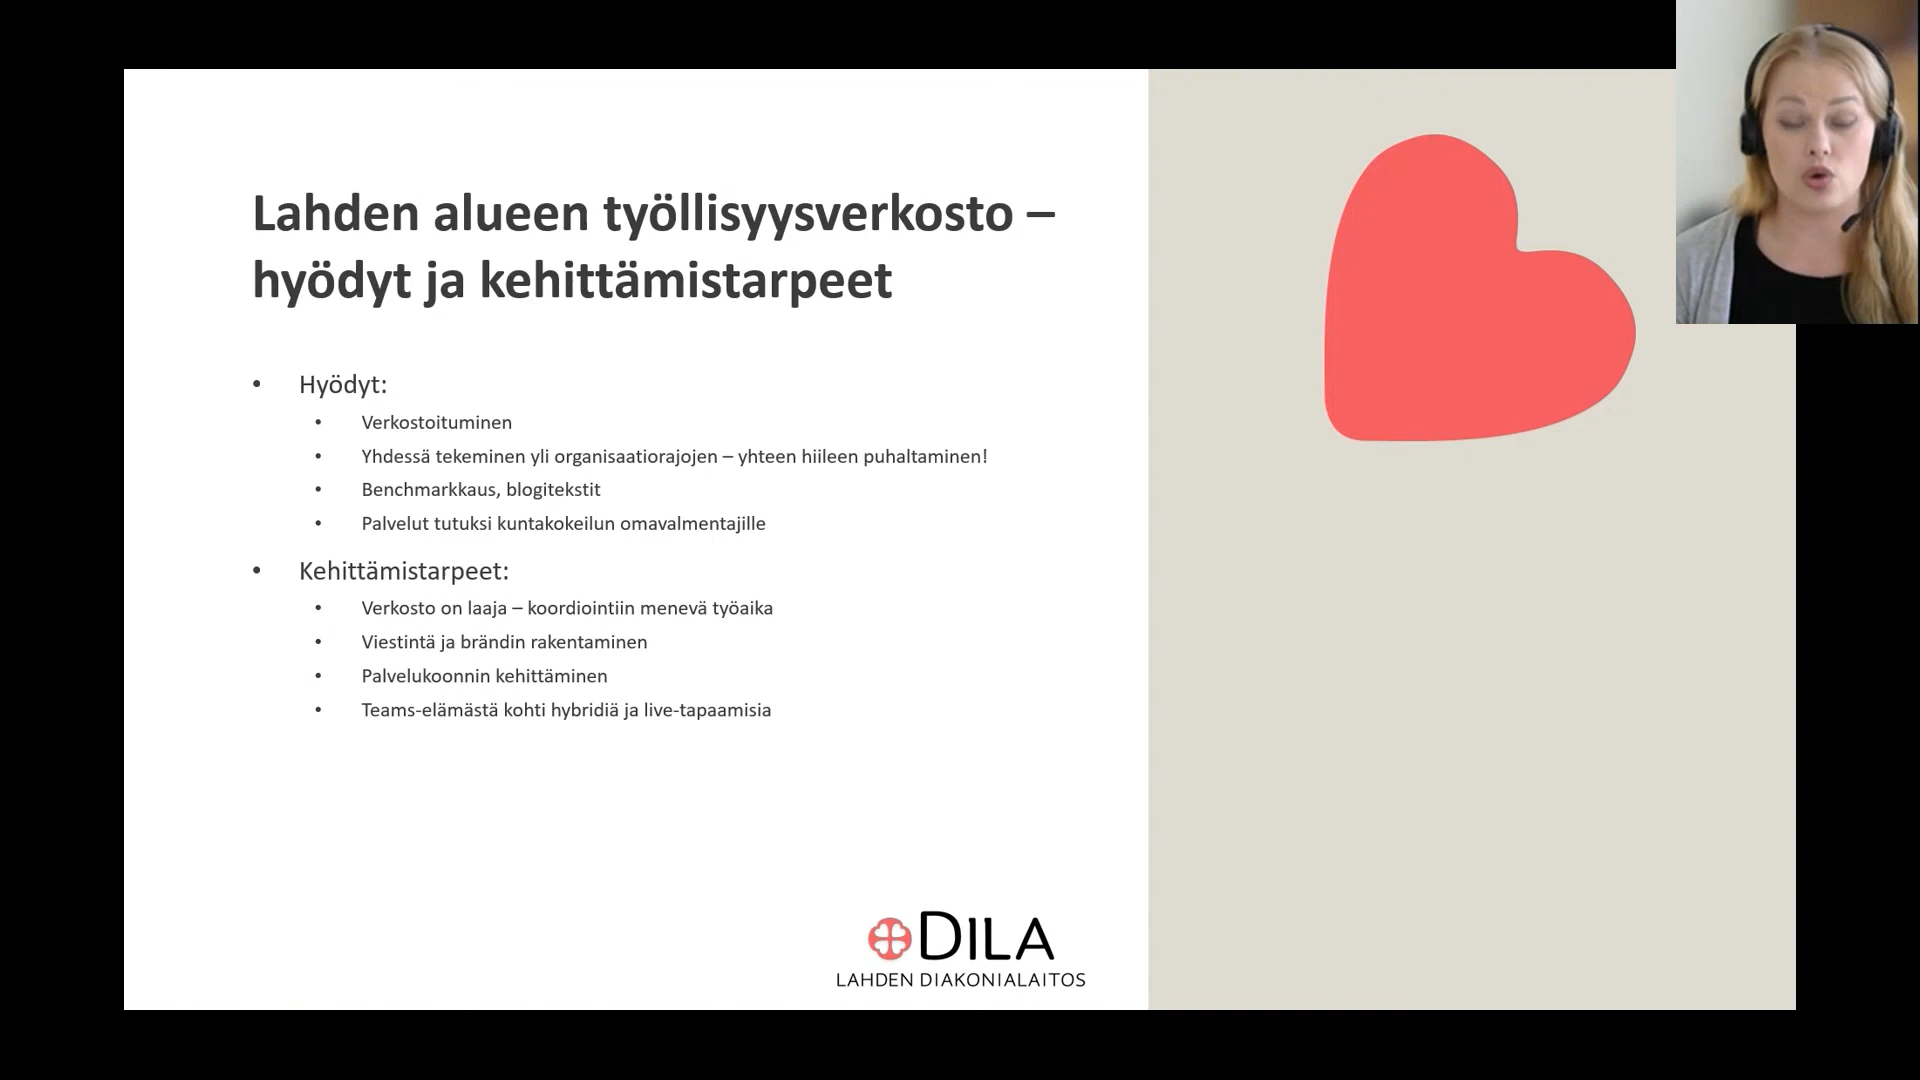 Lahden alueen työllisyysverkosto –
hyödyt ja kehittämistarpeet
• Hyödyt:
• Verkostoituminen
• Yhdessä tekeminen yli organisaatiorajojen – yhteen hiileen puhaltaminen!
• Benchmarkkaus, blogitekstit
• Palvelut tutuksi kuntakokeilun omavalmentajille
• Kehittämistarpeet:
• Verkosto on laaja – koordiointiin menevä työaika
• Viestintä ja brändin rakentaminen
• Palvelukoonnin kehittäminen
• Teams-elämästä kohti hybridiä ja live-tapaamisia
DILA
LAHDEN DIAKONIALAITOS